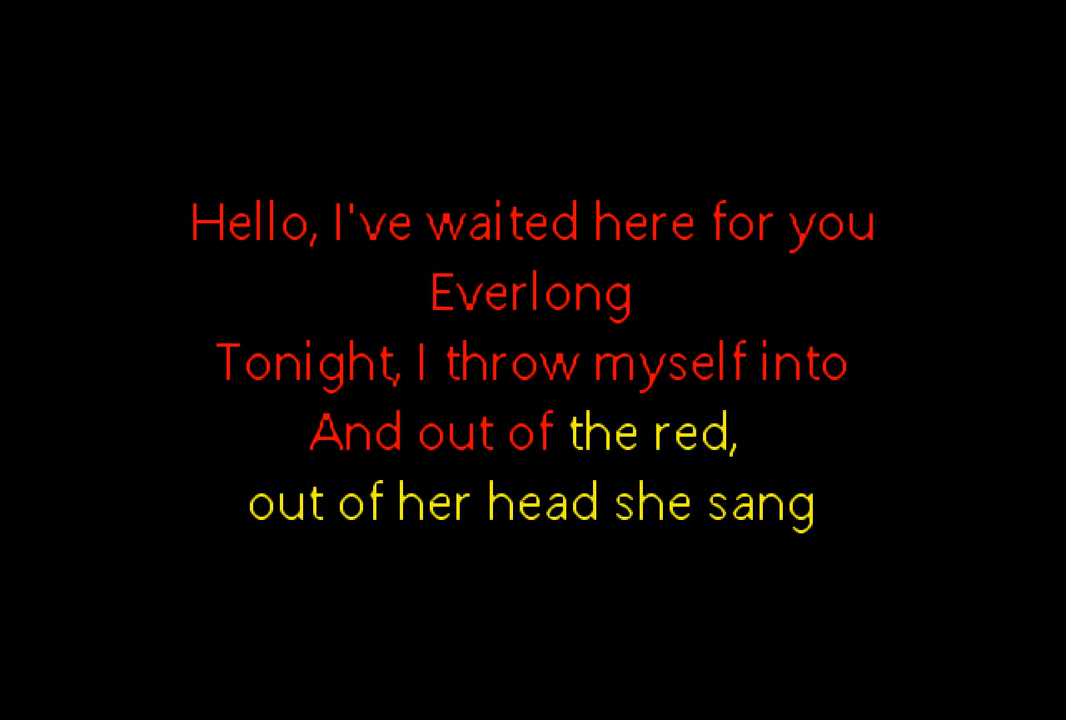 Hello, I've waited here for you
Everlong
Tonight, I throw myself into
And out of the red,
out of her head she sang